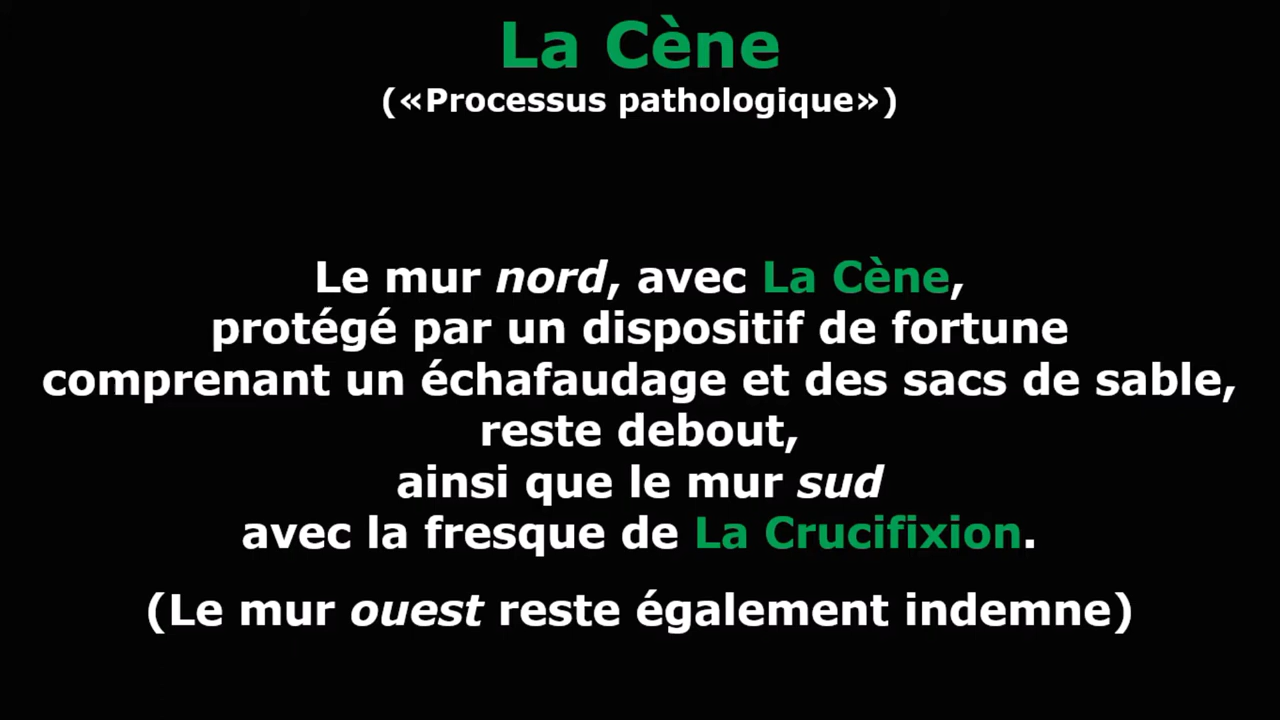 La Cène
(«Processus pathologique»)
Le mur nord, avec La Cène,
protégé par un dispositif de fortune
comprenant un échafaudage et des sacs de sable,
reste debout,
ainsi que le mur sud
avec la fresque de La Crucifixion.
(Le mur ouest reste également indemne)